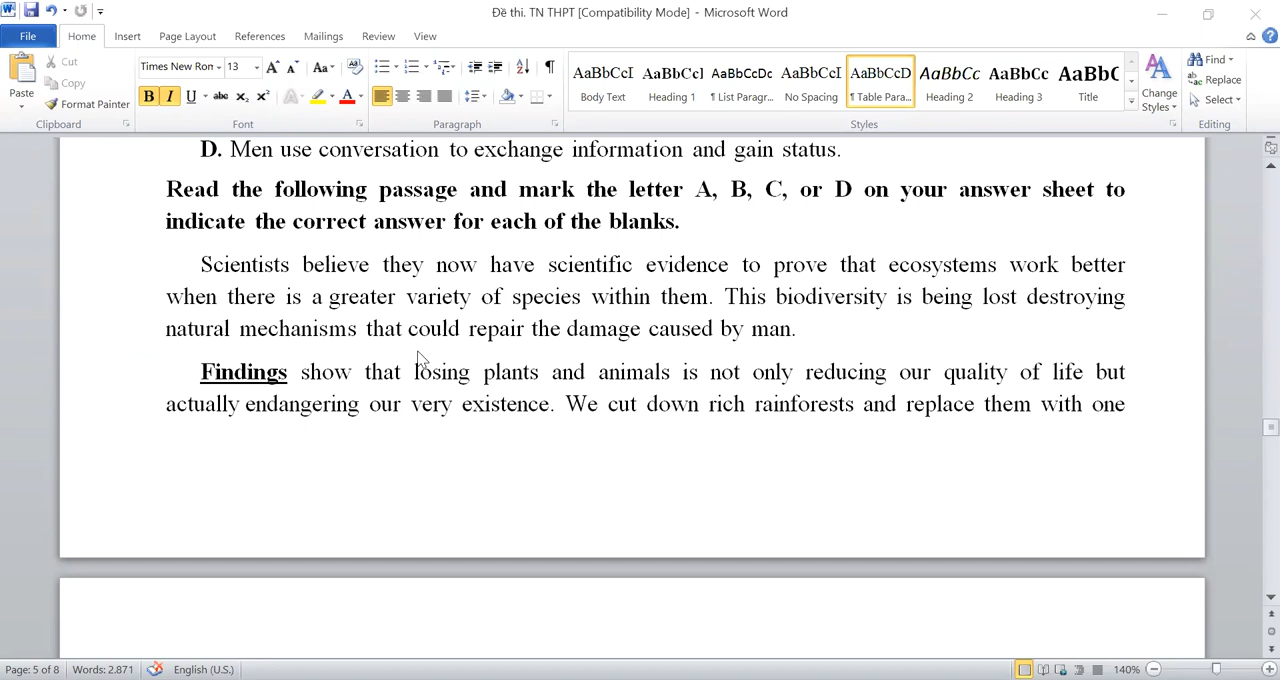 Đề thi. TN THPT [Compatibility Mode] - Microsoft Word
File Home Insert Page Layout References Mailings Review View
Paste
Cut
Copy
Format Painter
Clipboard
Times New Ron 13
Font
Paragraph
AaBbCcI AaBbCc] AaBbCcDc AaBbCcI AaBbCcD AaBbCc AaBbCc AaBb(
Body Text Heading 1 ¶ List Paragr... No Spacing ¶ Table Para... Heading 2 Heading 3 Title
Styles
Change
Styles
Find
Replace
Select
Editing
D. Men use conversation to exchange information and gain status.
Read the following passage and mark the letter A, B, C, or D on your answer sheet to
indicate the correct answer for each of the blanks.
Scientists believe they now have scientific evidence to prove that ecosystems work better
when there is a greater variety of species within them. This biodiversity is being lost destroying
natural mechanisms that could repair the damage caused by man.
Findings show that losing plants and animals is not only reducing our quality of life but
actually endangering our very existence. We cut down rich rainforests and replace them with one
Page: 5 of 8 Words: 2.871 English (U.S.) 140%